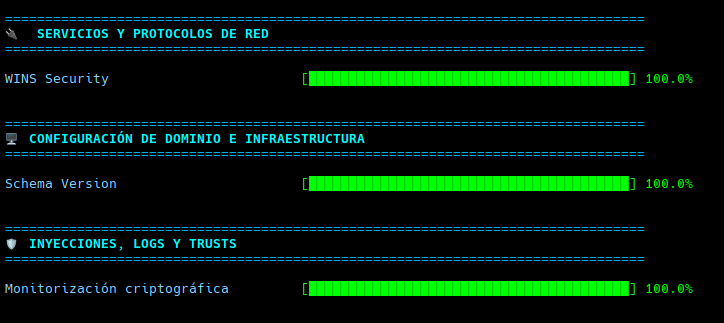 ================================================================================
🔌  SERVICIOS Y PROTOCOLOS DE RED
================================================================================
WINS Security [████████████████████████████████████████] 100.0%
================================================================================
🖥️ CONFIGURACIÓN DE DOMINIO E INFRAESTRUCTURA
================================================================================
Schema Version [████████████████████████████████████████] 100.0%
================================================================================
🛡️ INYECCIONES, LOGS Y TRUSTS
================================================================================
Monitorización criptográfica [████████████████████████████████████████] 100.0%